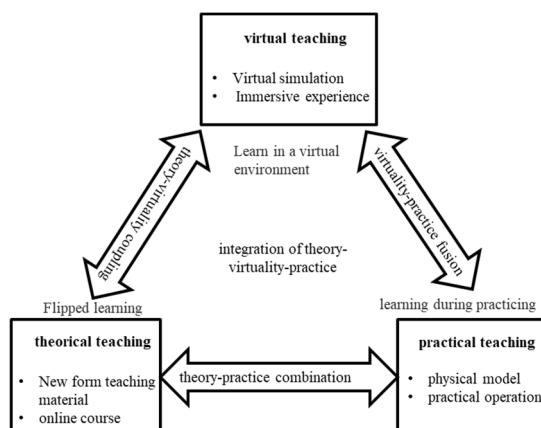 virtual teaching
• Virtual simulation
• Immersive experience
Learn in a virtual
environment
theory-virtuality coupling
virtuality-practice fusion
integration of theory-
virtuality-practice
Flipped learning
learning during practicing
theorical teaching
• New form teaching
material
• online course
theory-practice combination
practical teaching
• physical model
• practical operation